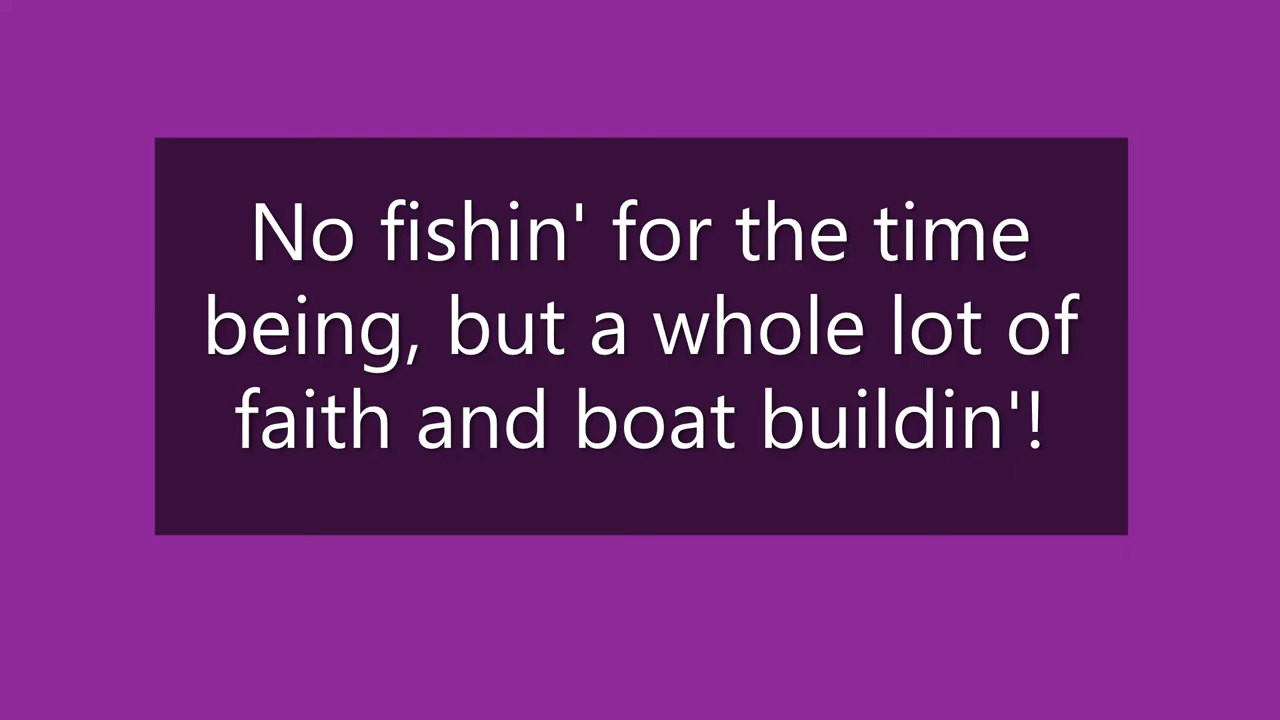 No fishin' for the time
being, but a whole lot of
faith and boat buildin'!